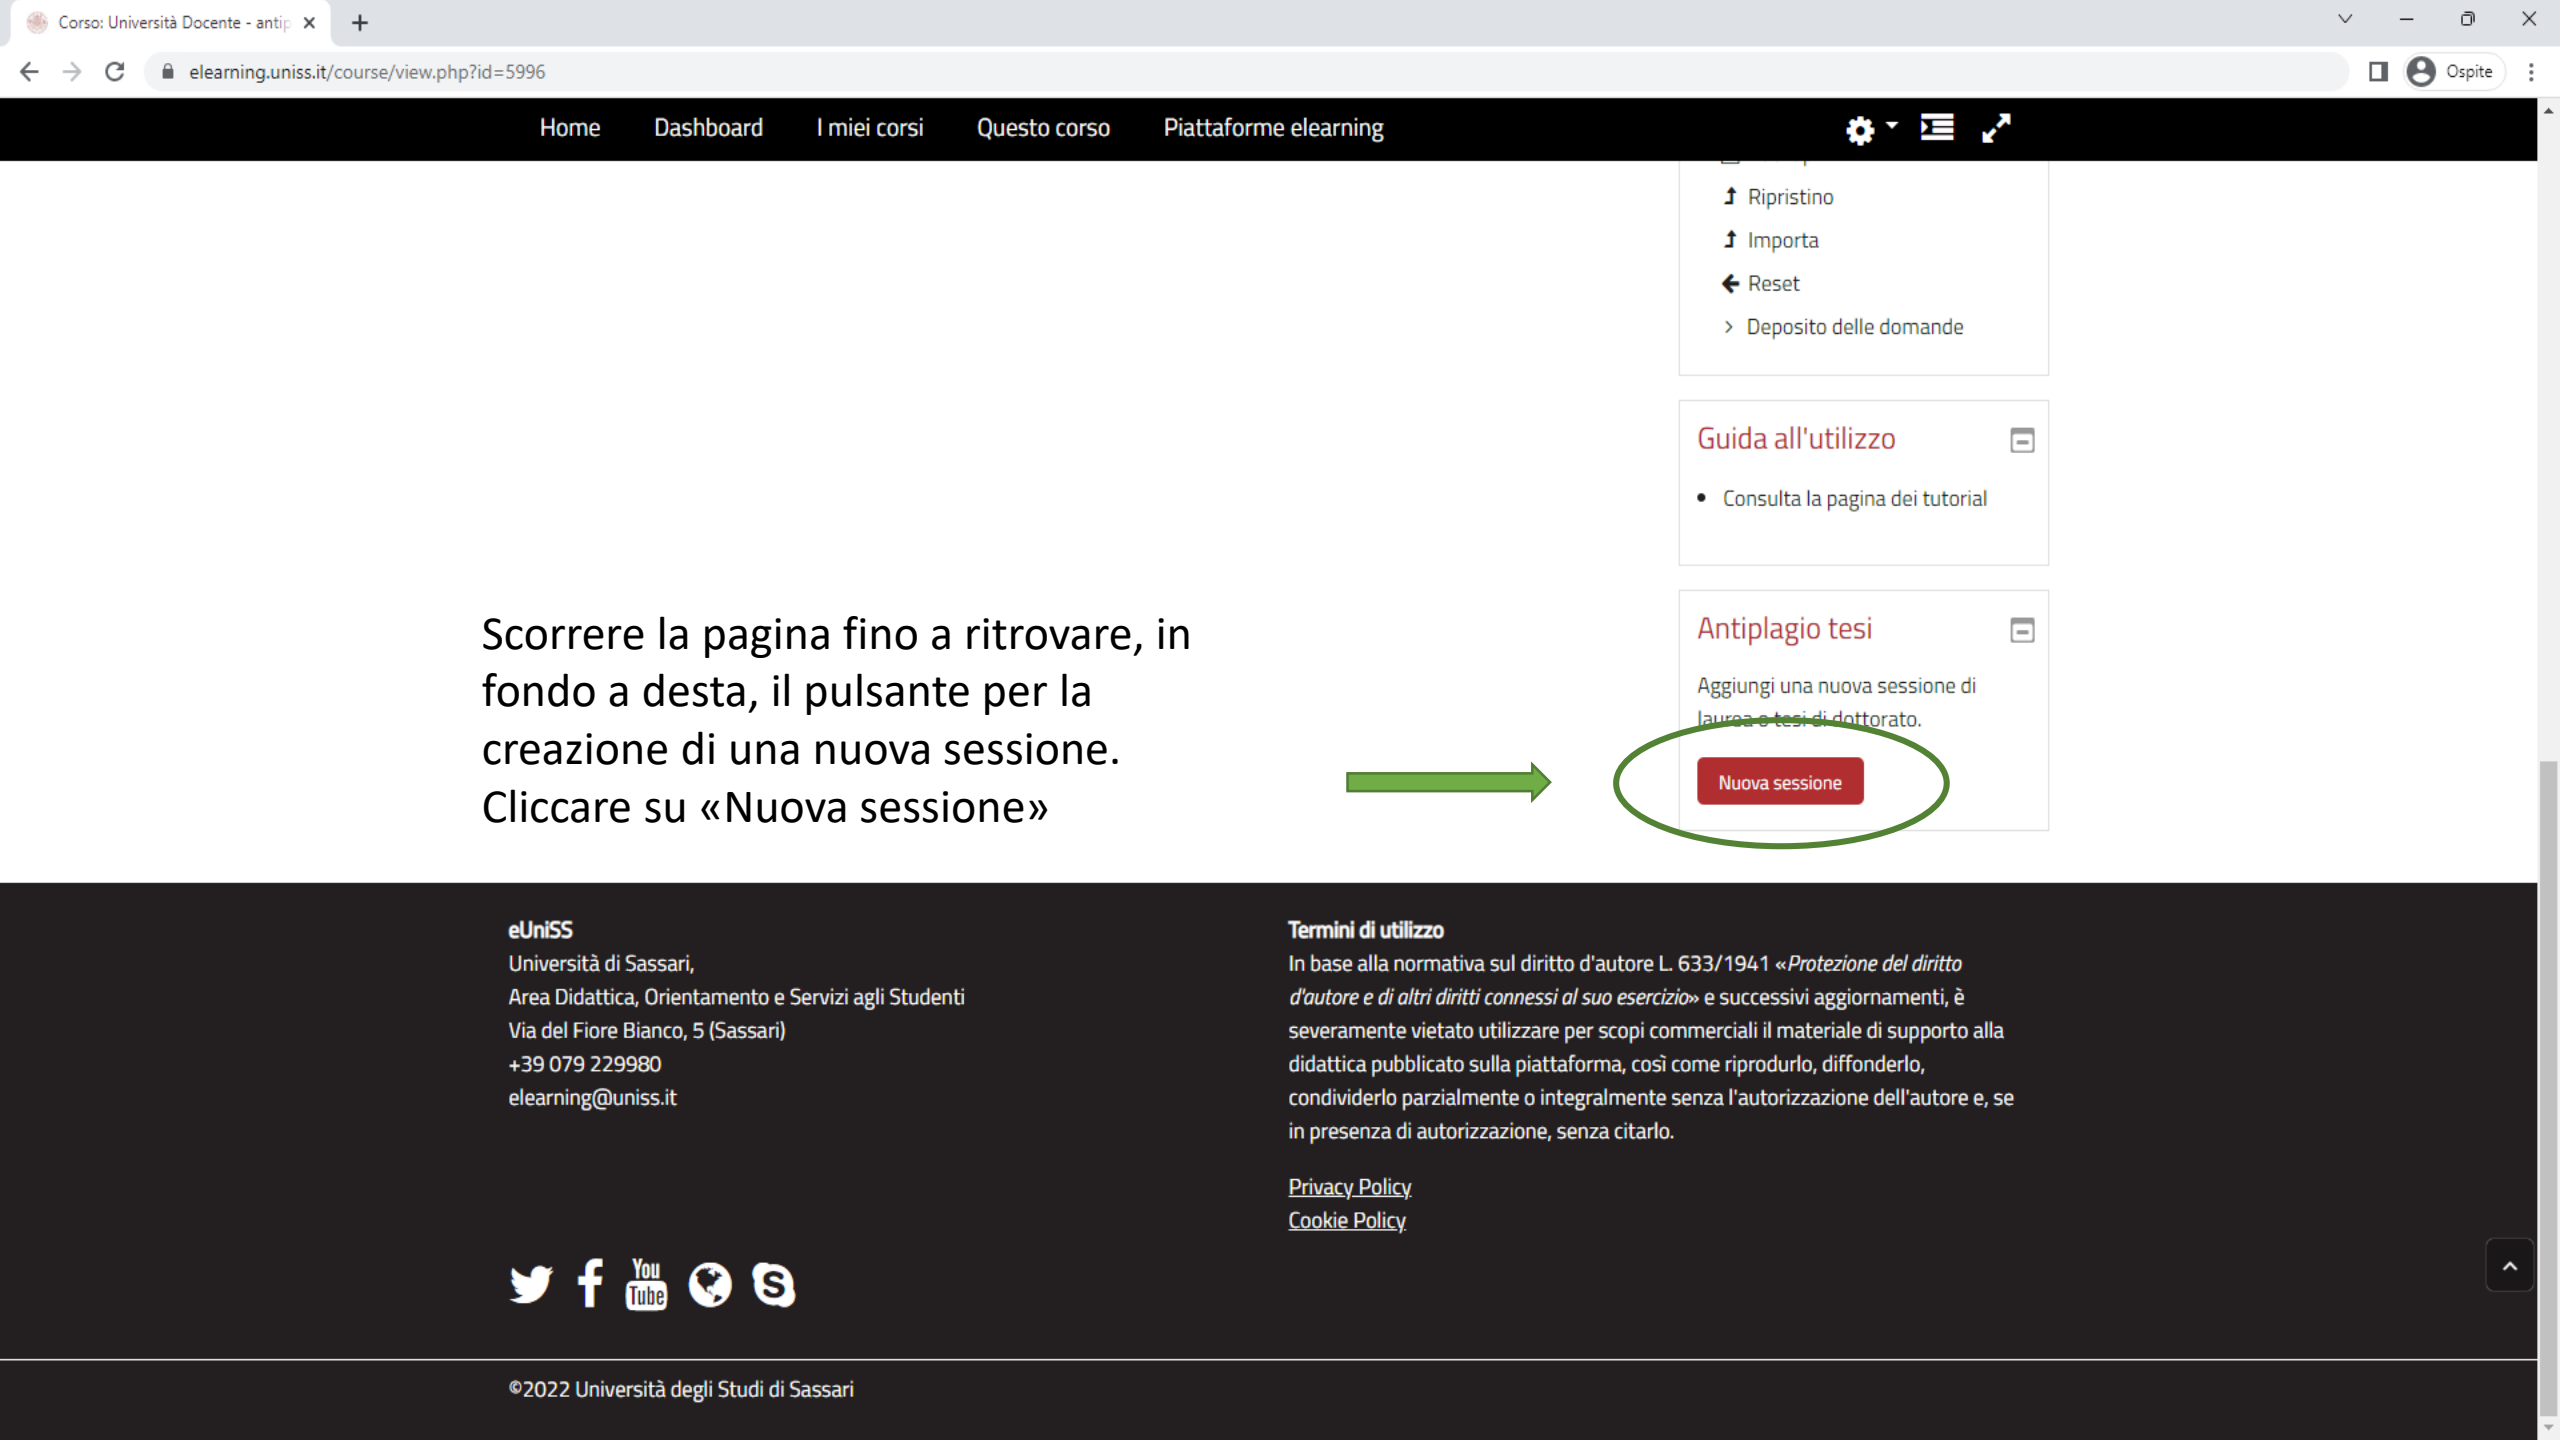 Corso: Università Docente - antip
elearning.uniss.it/course/view.php?id=5996
Ospite
Home Dashboard I miei corsi Questo corso Piattaforme elearning
Ripristino
Importa
Reset
Deposito delle domande
Guida all'utilizzo
Consulta la pagina dei tutorial
Scorrere la pagina fino a ritrovare, in
fondo a desta, il pulsante per la
creazione di una nuova sessione.
Cliccare su «Nuova sessione»
Antiplagio tesi
Aggiungi una nuova sessione di
laurea o tesi di dottorato.
Nuova sessione
eUniSS
Università di Sassari,
Area Didattica, Orientamento e Servizi agli Studenti
Via del Fiore Bianco, 5 (Sassari)
+39 079 229980
elearning@uniss.it
Termini di utilizzo
In base alla normativa sul diritto d'autore L. 633/1941 «Protezione del diritto
d'autore e di altri diritti connessi al suo esercizio» e successivi aggiornamenti, è
severamente vietato utilizzare per scopi commerciali il materiale di supporto alla
didattica pubblicato sulla piattaforma, così come riprodurlo, diffonderlo,
condividerlo parzialmente o integralmente senza l'autorizzazione dell'autore e, se
in presenza di autorizzazione, senza citarlo.
Privacy Policy
Cookie Policy
You
Tube
©2022 Università degli Studi di Sassari